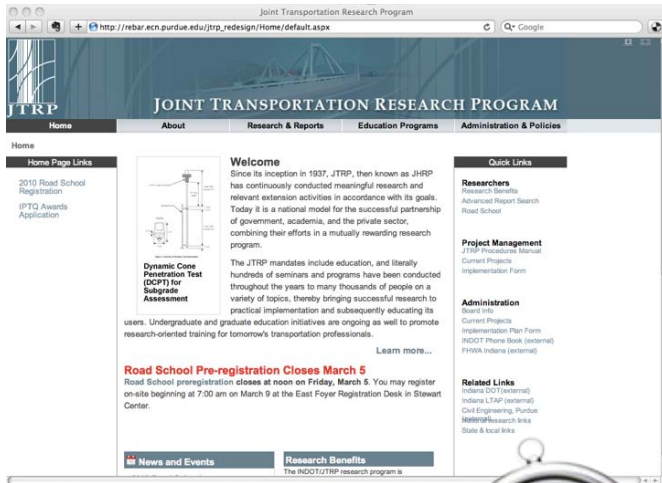 Joint Transportation Research Program
http://rebar.ecn.purdue.edu/jtrp_redesign/Home/default.aspx
Google
JTRP
JOINT TRANSPORTATION RESEARCH PROGRAM
Home
About
Research & Reports
Education Programs
Administration & Policies
Home
Home Page Links
2010 Road School
Registration
IPTQ Awards
Application
Dynamic Cone
Penetration Test
(DCPT) for
Subgrade
Assessment
Welcome
Since its inception in 1937, JTRP, then known as JHRP
has continuously conducted meaningful research and
relevant extension activities in accordance with its goals.
Today it is a national model for the successful partnership
of government, academia, and the private sector,
combining their efforts in a mutually rewarding research
program.
The JTRP mandates include education, and literally
hundreds of seminars and programs have been conducted
throughout the years to many thousands of people on a
variety of topics, thereby bringing successful research to
practical implementation and subsequently educating its
users. Undergraduate and graduate education initiatives are ongoing as well to promote
research-oriented training for tomorrow's transportation professionals.
Learn more...
Road School Pre-registration Closes March 5
Road School preregistration closes at noon on Friday, March 5. You may register
on-site beginning at 7:00 am on March 9 at the East Foyer Registration Desk in Stewart
Center.
News and Events
Research Benefits
The INDOT/JTRP research program is
Quick Links
Researchers
Research Benefits
Advanced Report Search
Road School
Project Management
JTRP Procedures Manual
Current Projects
Implementation Form
Administration
Board Info
Current Projects
Implementation Plan Form
INDOT Phone Book (external)
FHWA Indiana (external)
Related Links
Indiana DOT(external)
Indiana LTAP (external)
Civil Engineering, Purdue
(external)
research links
State & local links